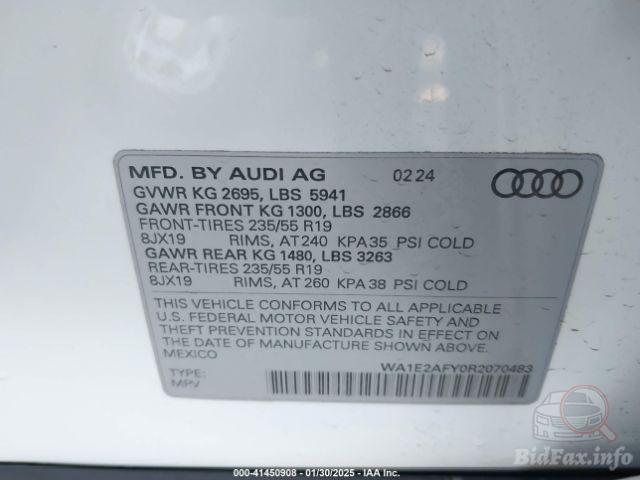 MFD. BY AUDI AG 02 24
GVWR KG 2695, LBS 5941
GAWR FRONT KG 1300, LBS 2866
FRONT-TIRES 235/55 R19
8JX19 RIMS, AT 240 KPA 35 PSI COLD
GAWR REAR KG 1480, LBS 3263
REAR-TIRES 235/55 R19
8JX19 RIMS, AT 260 KPA 38 PSI COLD
THIS VEHICLE CONFORMS TO ALL APPLICABLE
U.S. FEDERAL MOTOR VEHICLE SAFETY AND
THEFT PREVENTION STANDARDS IN EFFECT ON
THE DATE OF MANUFACTURE SHOWN ABOVE.
MEXICO
WA1E2AFY0R2070483
TYPE:
MPV
BidFax.info
000-41450908 - 01/30/2025 - IAA Inc.